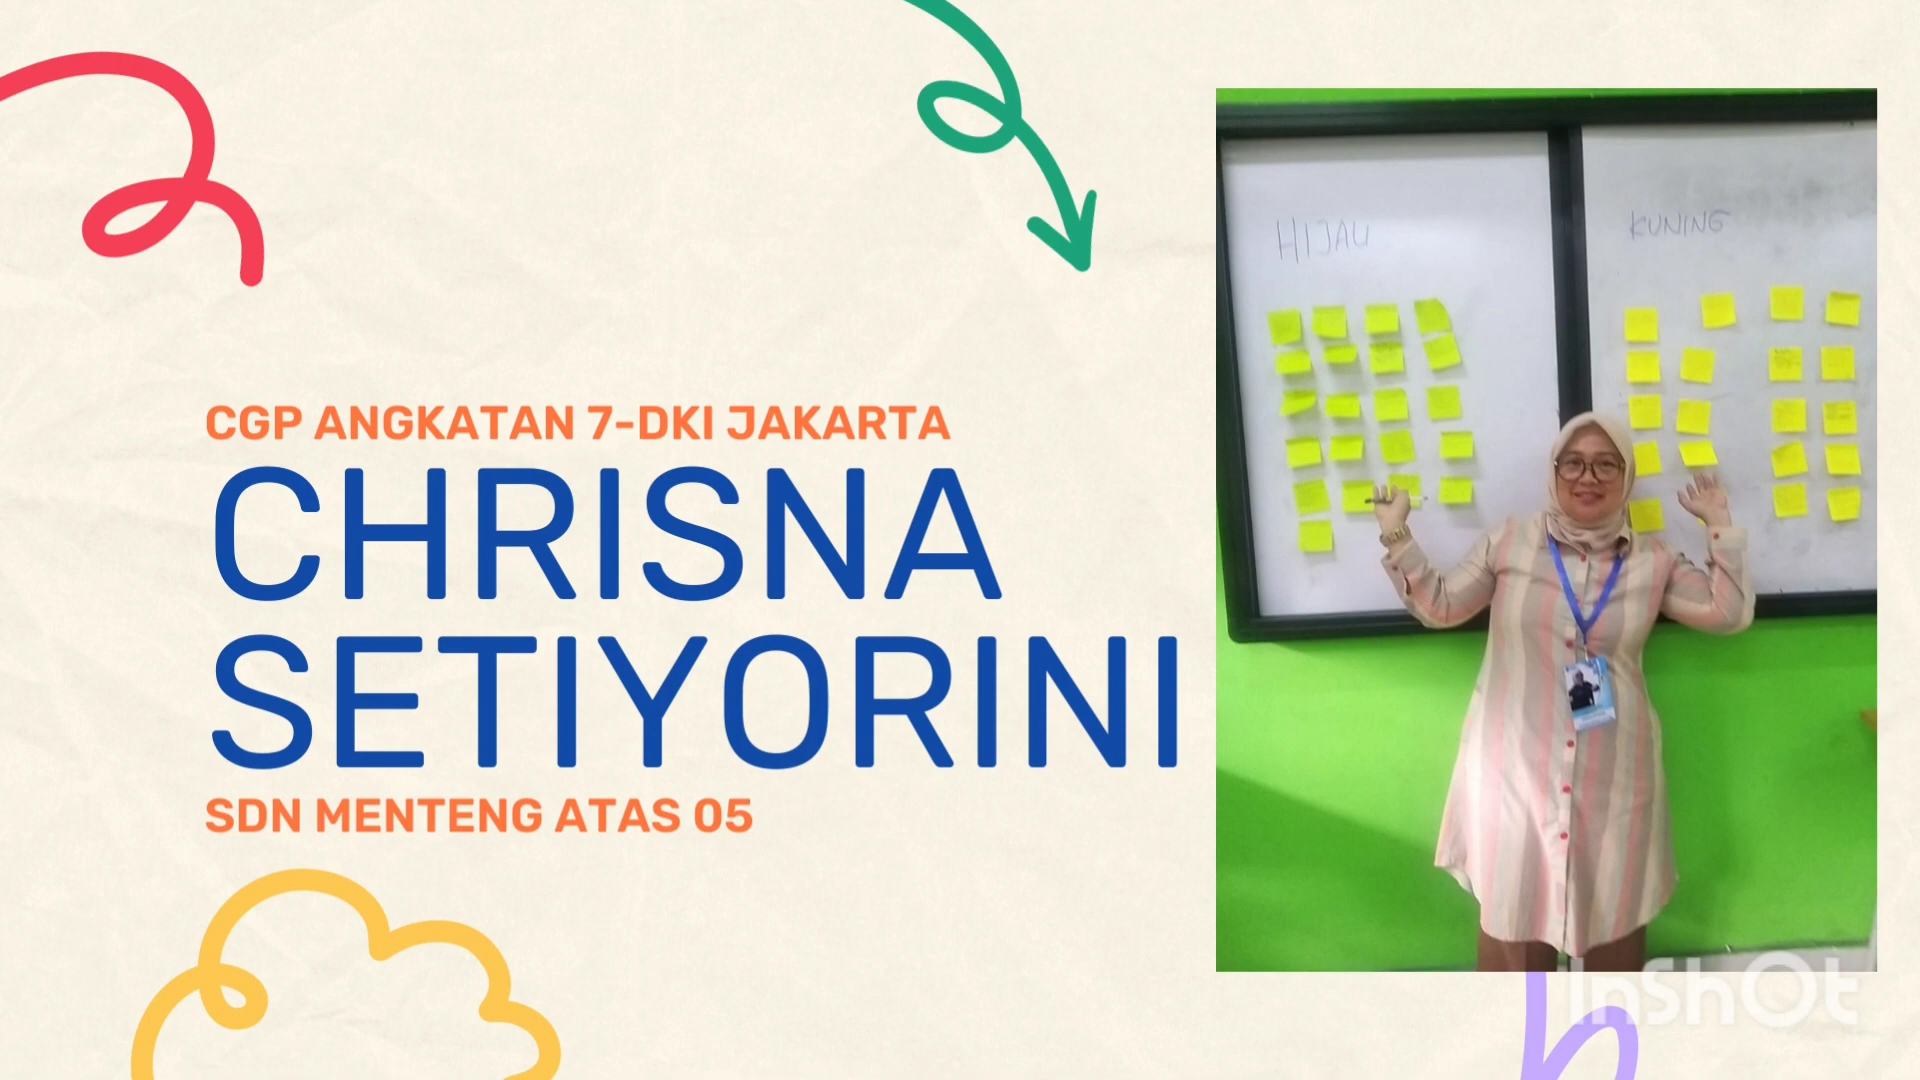 CGP ANGKATAN 7-DKI JAKARTA
CHRISNA
SETIYORINI
SDN MENTENG ATAS 05
HIJAU
KUNING
InShOt